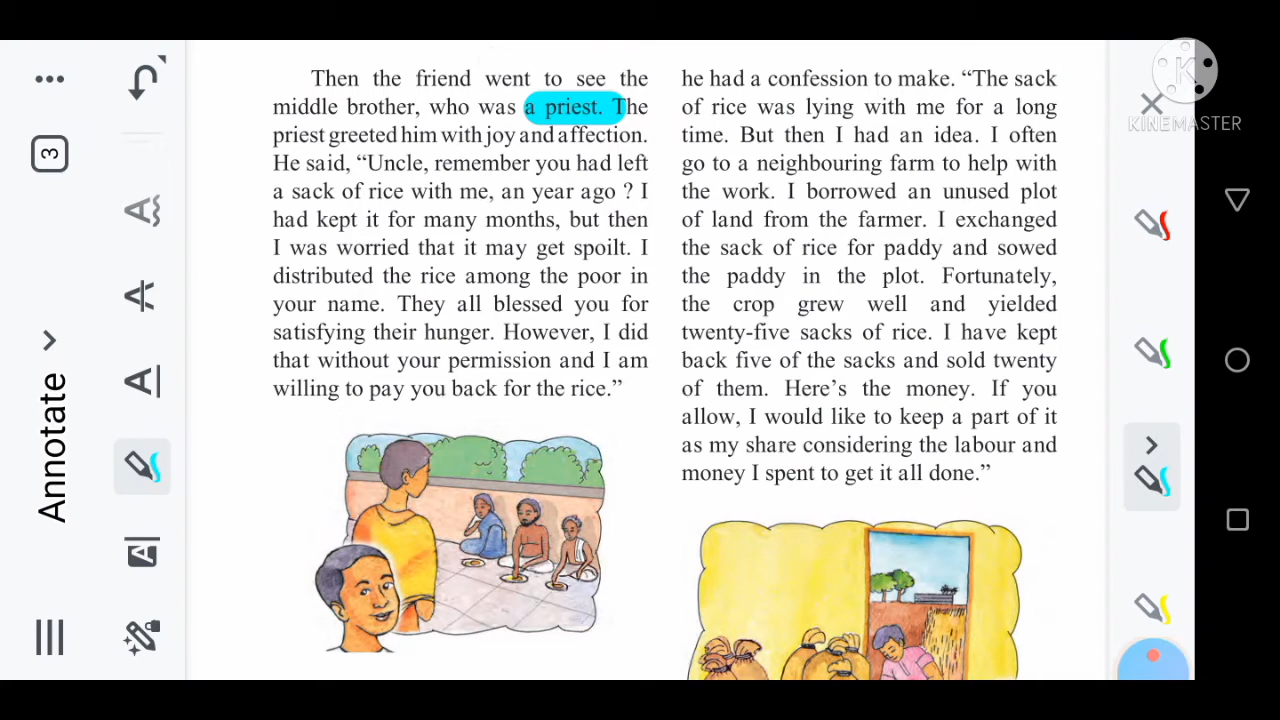 Then the friend went to see the
middle brother, who was a priest. The
priest greeted him with joy and affection.
He said, “Uncle, remember you had left
a sack of rice with me, an year ago ? I
had kept it for many months, but then
I was worried that it may get spoilt. I
distributed the rice among the poor in
your name. They all blessed you for
satisfying their hunger. However, I did
that without your permission and I am
willing to pay you back for the rice.”
he had a confession to make. “The sack
of rice was lying with me for a long
time. But then I had an idea. I often
go to a neighbouring farm to help with
the work. I borrowed an unused plot
of land from the farmer. I exchanged
the sack of rice for paddy and sowed
the paddy in the plot. Fortunately,
the crop grew well and yielded
twenty-five sacks of rice. I have kept
back five of the sacks and sold twenty
of them. Here’s the money. If you
allow, I would like to keep a part of it
as my share considering the labour and
money I spent to get it all done.”
Annotate
3
A
A
A
A
K
KINEMASTER